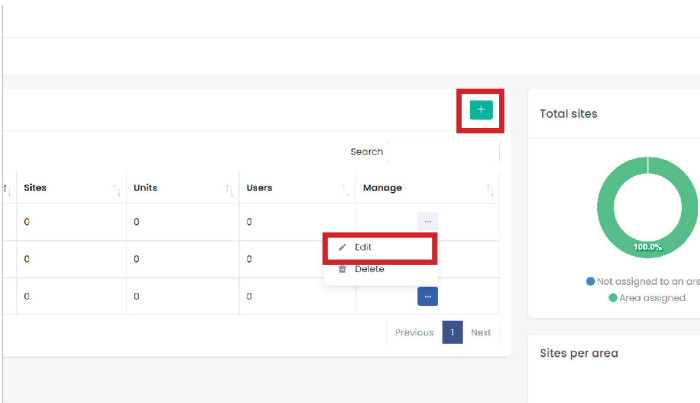 +
Total sites
Search
Sites Units Users Manage
0 0 0 ...
Edit
0 0 0
Delete
0 0 0 ...
Previous 1 Next
100.0%
Not assigned to an are
Area assigned
Sites per area